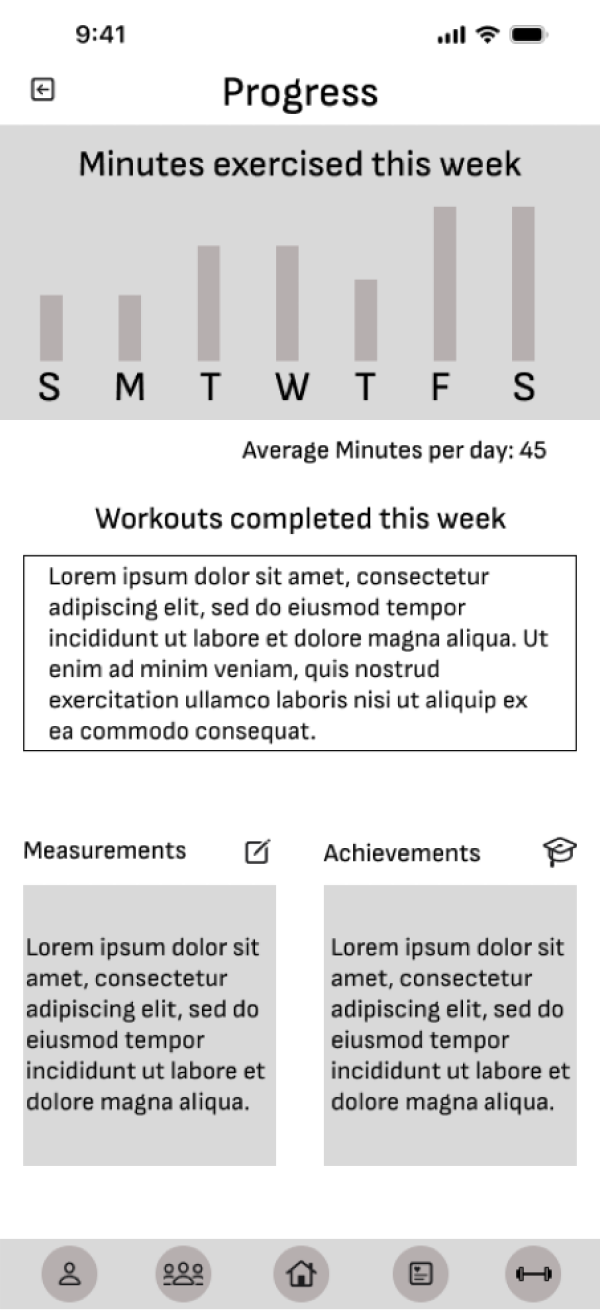 9:41
Progress
Minutes exercised this week
S M T W T F S
Average Minutes per day: 45
Workouts completed this week
Lorem ipsum dolor sit amet, consectetur
adipiscing elit, sed do eiusmod tempor
incididunt ut labore et dolore magna aliqua. Ut
enim ad minim veniam, quis nostrud
exercitation ullamco laboris nisi ut aliquip ex
ea commodo consequat.
Measurements
Lorem ipsum dolor sit
amet, consectetur
adipiscing elit, sed do
eiusmod tempor
incididunt ut labore et
dolore magna aliqua.
Achievements
Lorem ipsum dolor sit
amet, consectetur
adipiscing elit, sed do
eiusmod tempor
incididunt ut labore et
dolore magna aliqua.